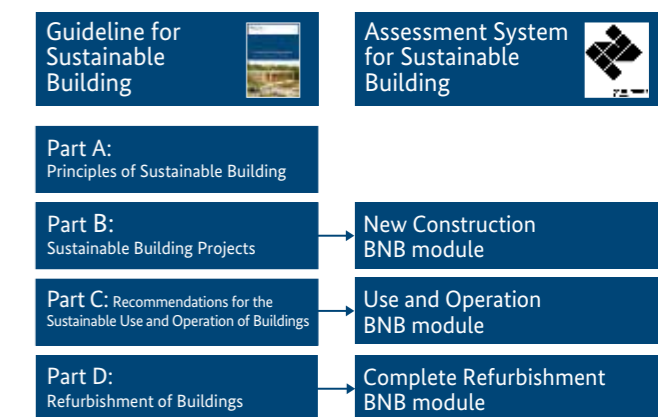 Guideline for
Sustainable
Building
Assessment System
for Sustainable
Building
Part A:
Principles of Sustainable Building
Part B:
Sustainable Building Projects
New Construction
BNB module
Part C: Recommendations for the
Sustainable Use and Operation of Buildings
Use and Operation
BNB module
Part D:
Refurbishment of Buildings
Complete Refurbishment
BNB module